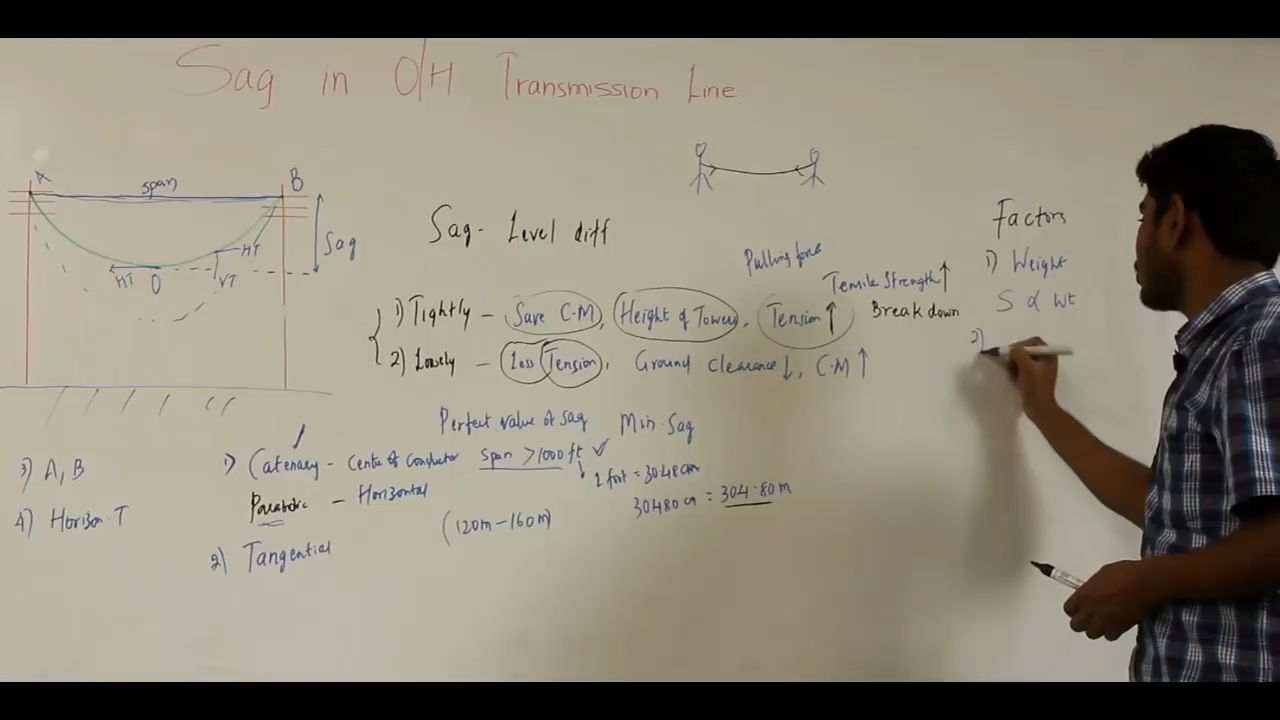 Sag in O/H Transmission Line
A
span
B
Sag
HT
HT
O
VT
Sag - Level diff
Pulling force
1) Tightly - Save C.M, Height of Tower, Tension ↑
Tensile Strength ↑
Break down
2) Losely - Less Tension, Ground Clearance ↓, C.M ↑
Perfect value of Sag Min. Sag
3) A, B
4) Horizon. T
1) Catenary - Centre of Conductor span > 1000 ft ✓
1 foot = 30.48 cm
30480 cm = 304.80 m
Parabolic - Horizontal
(120m - 160m)
2) Tangential
Factors
1) Weight
S ∝ Wt
2)